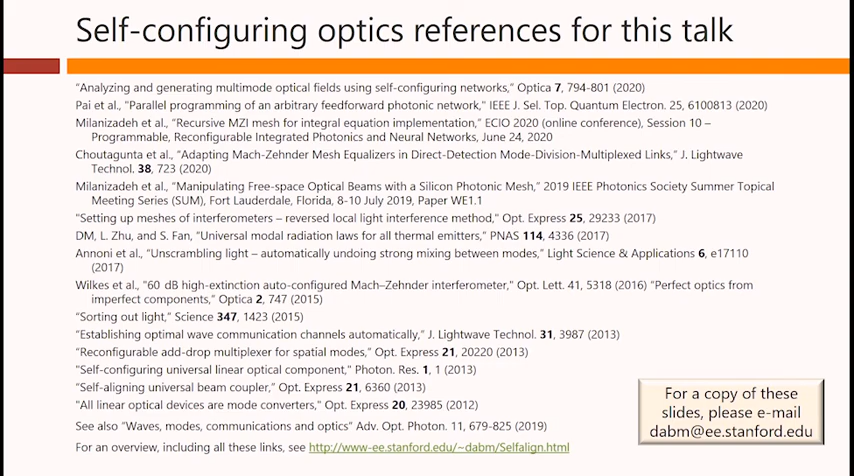 Self-configuring optics references for this talk
"Analyzing and generating multimode optical fields using self-configuring networks," Optica 7, 794-801 (2020)
Pai et al., "Parallel programming of an arbitrary feedforward photonic network," IEEE J. Sel. Top. Quantum Electron. 25, 6100813 (2020)
Milanizadeh et al., "Recursive MZI mesh for integral equation implementation," ECIO 2020 (online conference), Session 10 –
Programmable, Reconfigurable Integrated Photonics and Neural Networks, June 24, 2020
Choutagunta et al., "Adapting Mach-Zehnder Mesh Equalizers in Direct-Detection Mode-Division-Multiplexed Links," J. Lightwave
Technol. 38, 723 (2020)
Milanizadeh et al., "Manipulating Free-space Optical Beams with a Silicon Photonic Mesh," 2019 IEEE Photonics Society Summer Topical
Meeting Series (SUM), Fort Lauderdale, Florida, 8-10 July 2019, Paper WE1.1
"Setting up meshes of interferometers – reversed local light interference method," Opt. Express 25, 29233 (2017)
DM, L. Zhu, and S. Fan, "Universal modal radiation laws for all thermal emitters," PNAS 114, 4336 (2017)
Annoni et al., "Unscrambling light – automatically undoing strong mixing between modes," Light Science & Applications 6, e17110
(2017)
Wilkes et al., "60 dB high-extinction auto-configured Mach–Zehnder interferometer," Opt. Lett. 41, 5318 (2016) "Perfect optics from
imperfect components," Optica 2, 747 (2015)
"Sorting out light," Science 347, 1423 (2015)
"Establishing optimal wave communication channels automatically," J. Lightwave Technol. 31, 3987 (2013)
"Reconfigurable add-drop multiplexer for spatial modes," Opt. Express 21, 20220 (2013)
"Self-configuring universal linear optical component," Photon. Res. 1, 1 (2013)
"Self-aligning universal beam coupler," Opt. Express 21, 6360 (2013)
"All linear optical devices are mode converters," Opt. Express 20, 23985 (2012)
See also "Waves, modes, communications and optics" Adv. Opt. Photon. 11, 679-825 (2019)
For an overview, including all these links, see http://www-ee.stanford.edu/~dabm/Selfalign.html
For a copy of these
slides, please e-mail
dabm@ee.stanford.edu